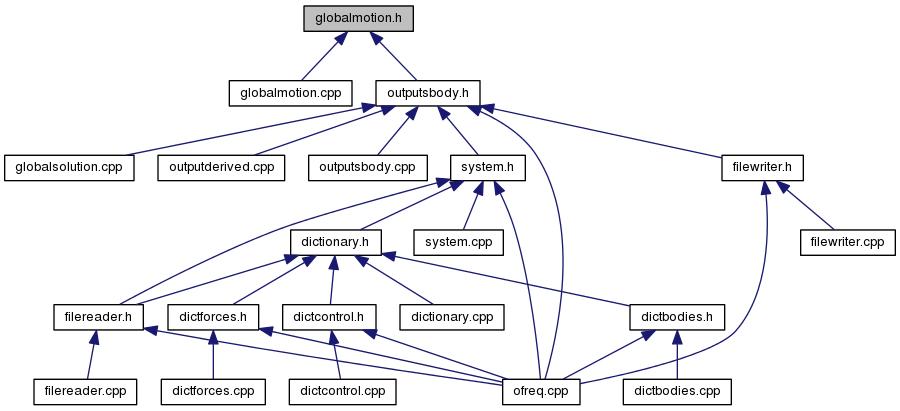 globalmotion.h
globalmotion.cpp
outputsbody.h
globalsolution.cpp
outputderived.cpp
outputsbody.cpp
system.h
filewriter.h
dictionary.h
system.cpp
filewriter.cpp
filereader.h
dictforces.h
dictcontrol.h
dictionary.cpp
dictbodies.h
filereader.cpp
dictforces.cpp
dictcontrol.cpp
ofreq.cpp
dictbodies.cpp